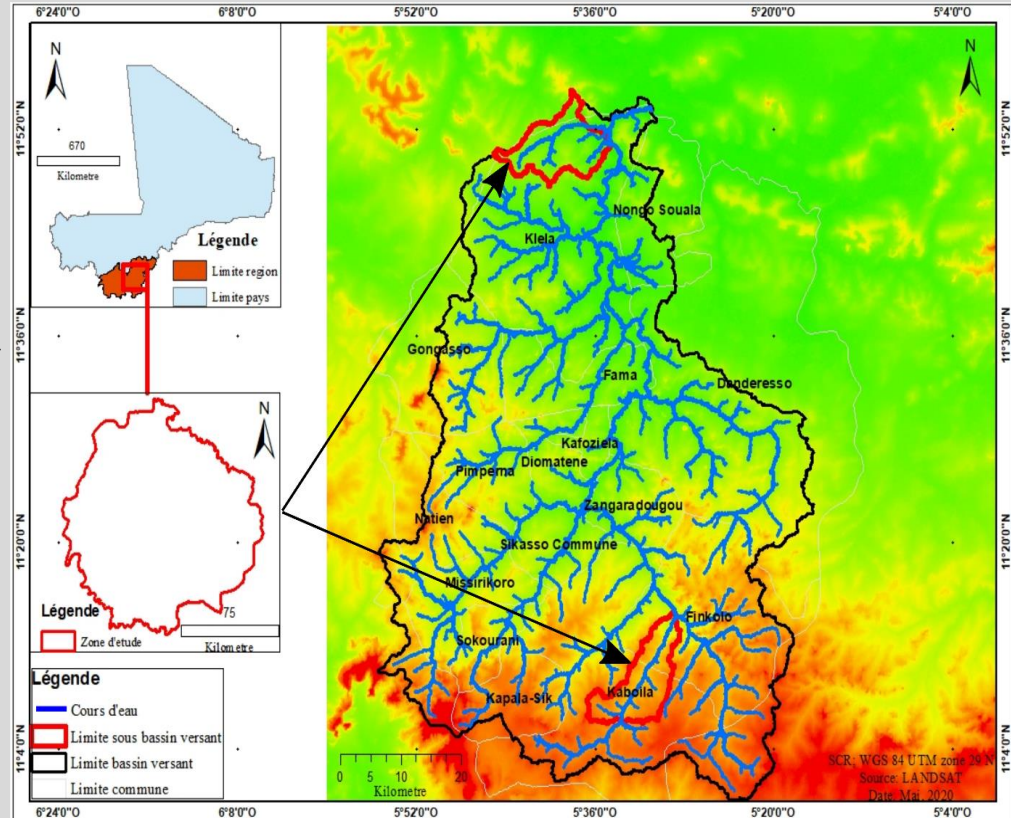 6°24'0"O 6°8'0"O 5°52'0"O 5°36'0"O 5°20'0"O 5°4'0"O
N
N
11°52'0"N
11°52'0"N
670
Kilometre
Légende
Limite region
Limite pays
Nongo Souala
Klela
11°36'0"N
11°36'0"N
Gongasso
Fama
Danderesso
N
Kafoziela
Diomatene
Pimperna
Zangaradougou
Natien
Sikasso Commune
11°20'0"N
11°20'0"N
Missirikoro
Légende
75
Zone d'etude
Kilometre
Finkolo
Sokourani
Kaboila
Kapala-Sik
Légende
Cours d'eau
Limite sous bassin versant
Limite bassin versant
Limite commune
11°4'0"N
11°4'0"N
0 5 10 20
Kilometre
SCR: WGS 84 UTM zone 29 N
Source: LANDSAT
Date: Mai, 2020
6°24'0"O 6°8'0"O 5°52'0"O 5°36'0"O 5°20'0"O 5°4'0"O